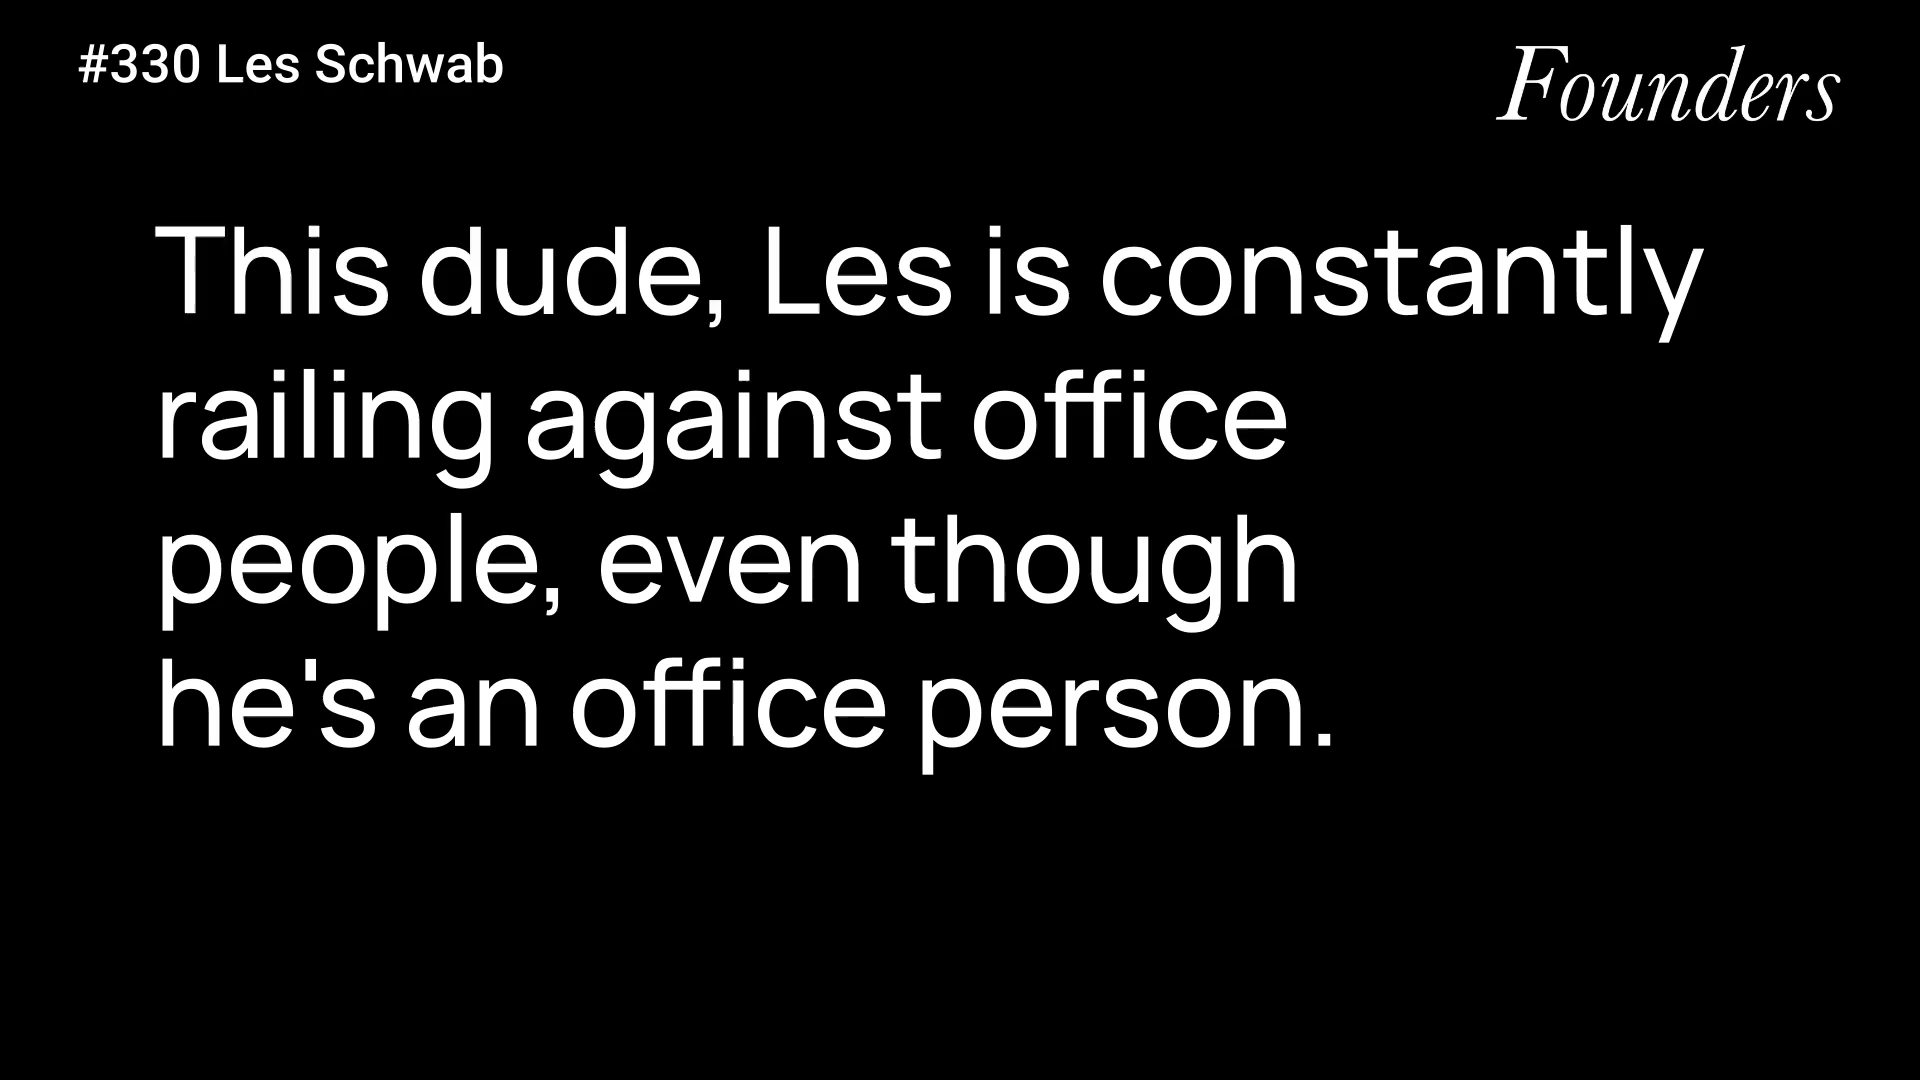 #330 Les Schwab
Founders
This dude, Les is constantly
railing against office
people, even though
he's an office person.